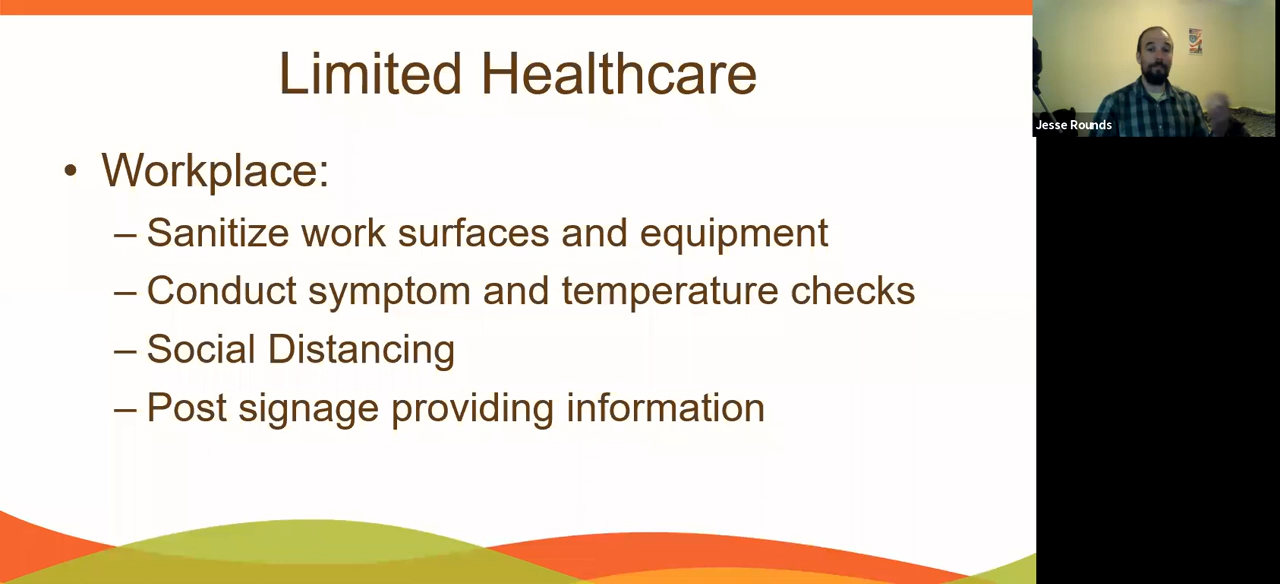 Limited Healthcare
• Workplace:
– Sanitize work surfaces and equipment
– Conduct symptom and temperature checks
– Social Distancing
– Post signage providing information
Jesse Rounds